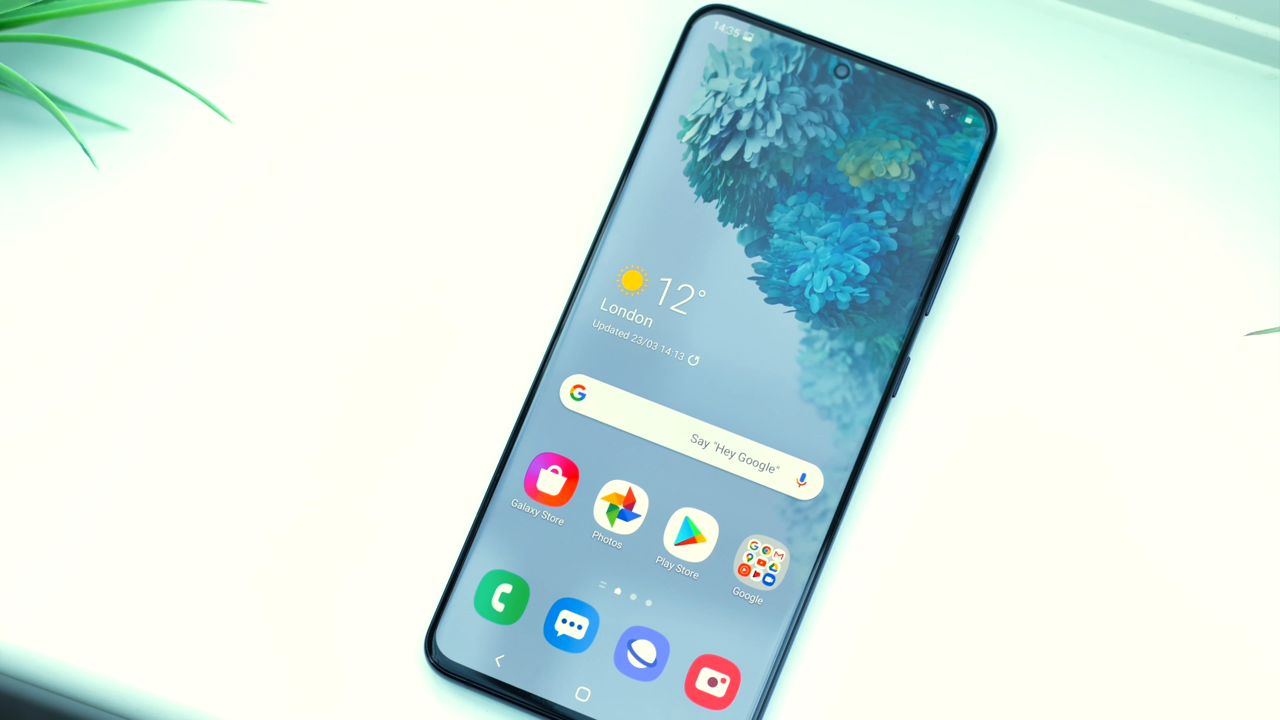 14:35
12°
London
Updated 23/03 14:13
G
Say "Hey Google"
Galaxy Store
Photos
Play Store
Google